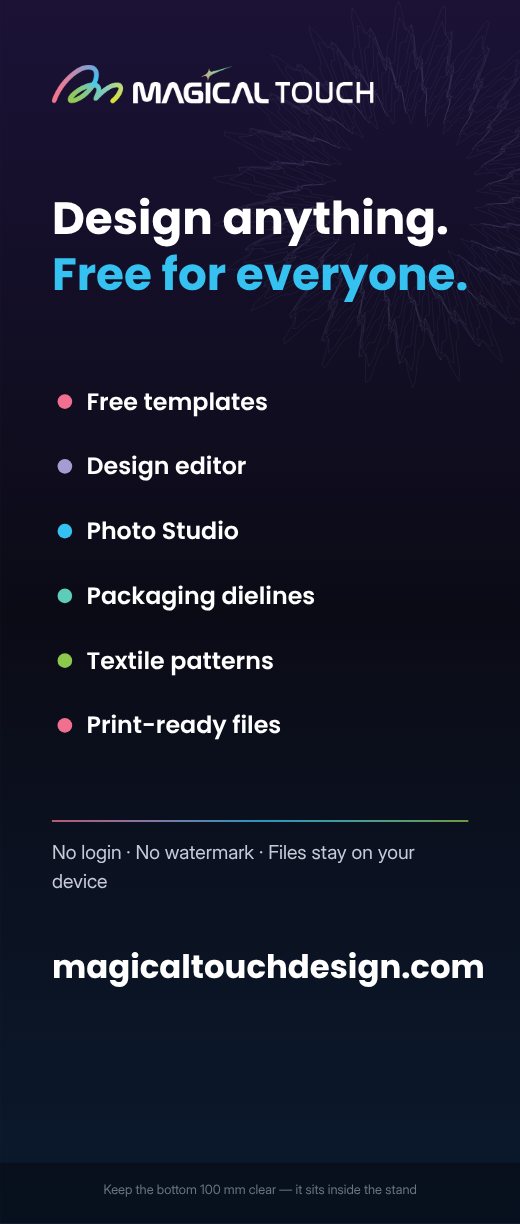 MAGICAL TOUCH
Design anything.
Free for everyone.
Free templates
Design editor
Photo Studio
Packaging dielines
Textile patterns
Print-ready files
No login · No watermark · Files stay on your
device
magicaltouchdesign.com
Keep the bottom 100 mm clear — it sits inside the stand